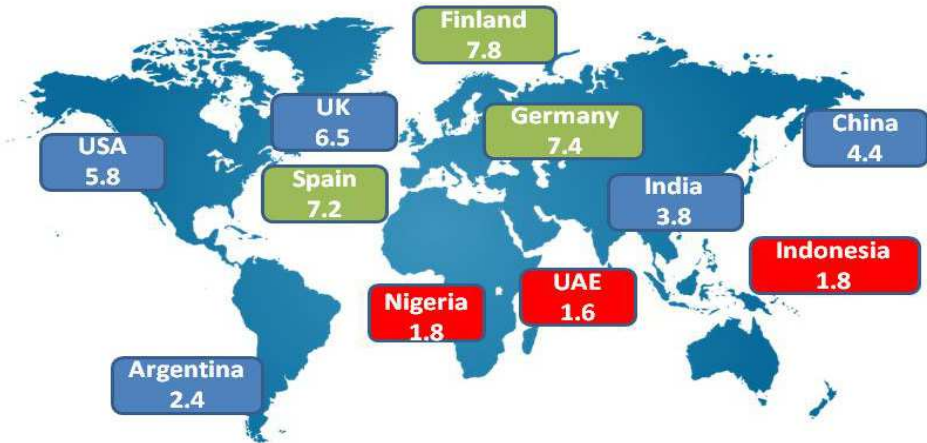 Finland
7.8
UK
6.5
Germany
7.4
China
4.4
USA
5.8
Spain
7.2
India
3.8
Indonesia
1.8
UAE
1.6
Nigeria
1.8
Argentina
2.4